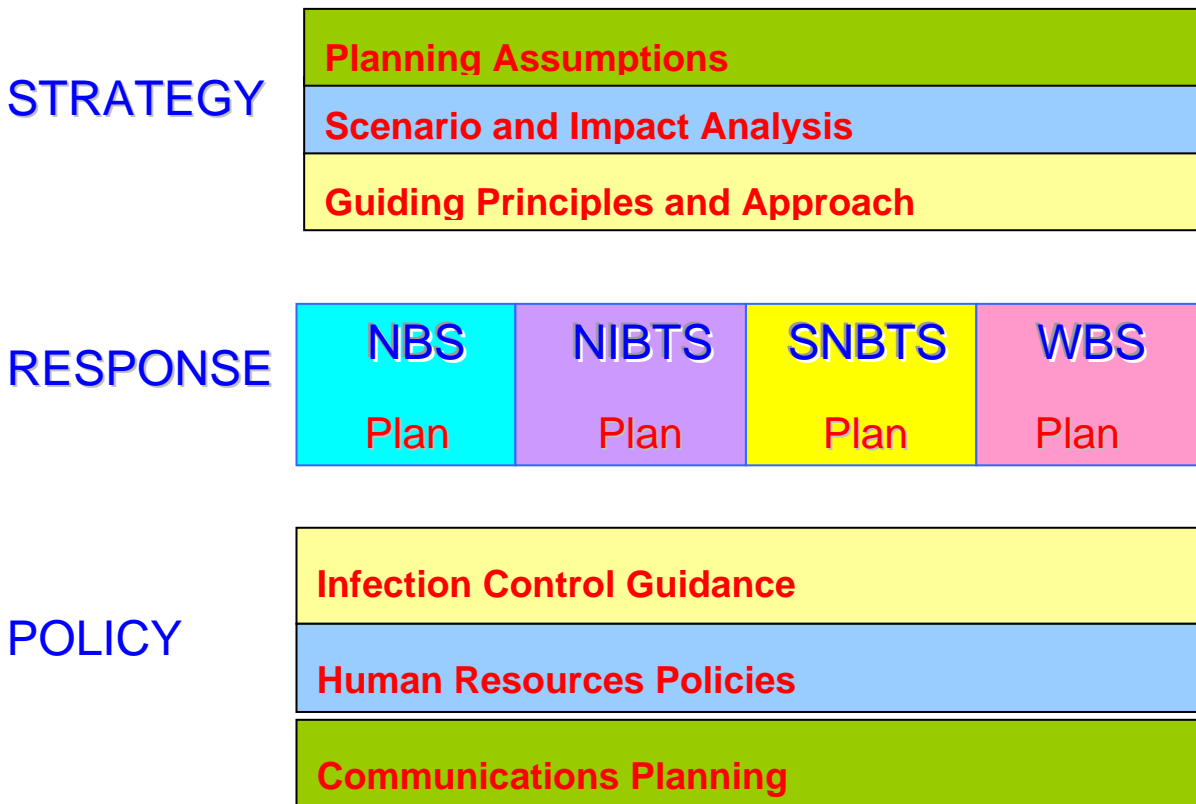 STRATEGY
Planning Assumptions
Scenario and Impact Analysis
Guiding Principles and Approach
RESPONSE
NBS NIBTS SNBTS WBS
Plan Plan Plan Plan
POLICY
Infection Control Guidance
Human Resources Policies
Communications Planning